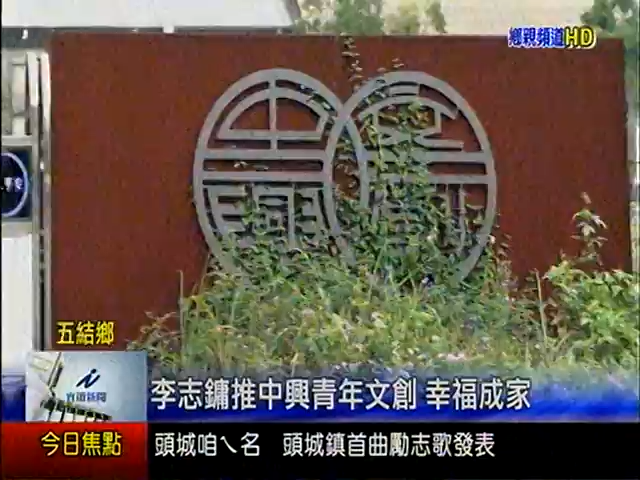 鄉親頻道HD
五結鄉
宜蘭新聞
李志鏞推中興青年文創 幸福成家
今日焦點
頭城咱ㄟ名 頭城鎮首曲勵志歌發表